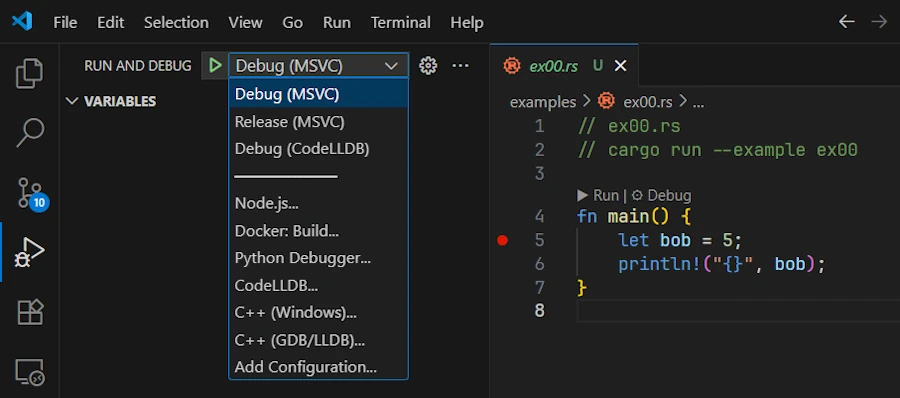 File Edit Selection View Go Run Terminal Help
RUN AND DEBUG Debug (MSVC) ...
VARIABLES
Debug (MSVC)
Release (MSVC)
Debug (CodeLLDB)
Node.js...
Docker: Build...
Python Debugger...
CodeLLDB...
C++ (Windows)...
C++ (GDB/LLDB)...
Add Configuration...
10
ex00.rs U
examples > ex00.rs > ...
1 // ex00.rs
2 // cargo run --example ex00
3
Run | Debug
4 fn main() {
5 let bob = 5;
6 println!("{}", bob);
7 }
8